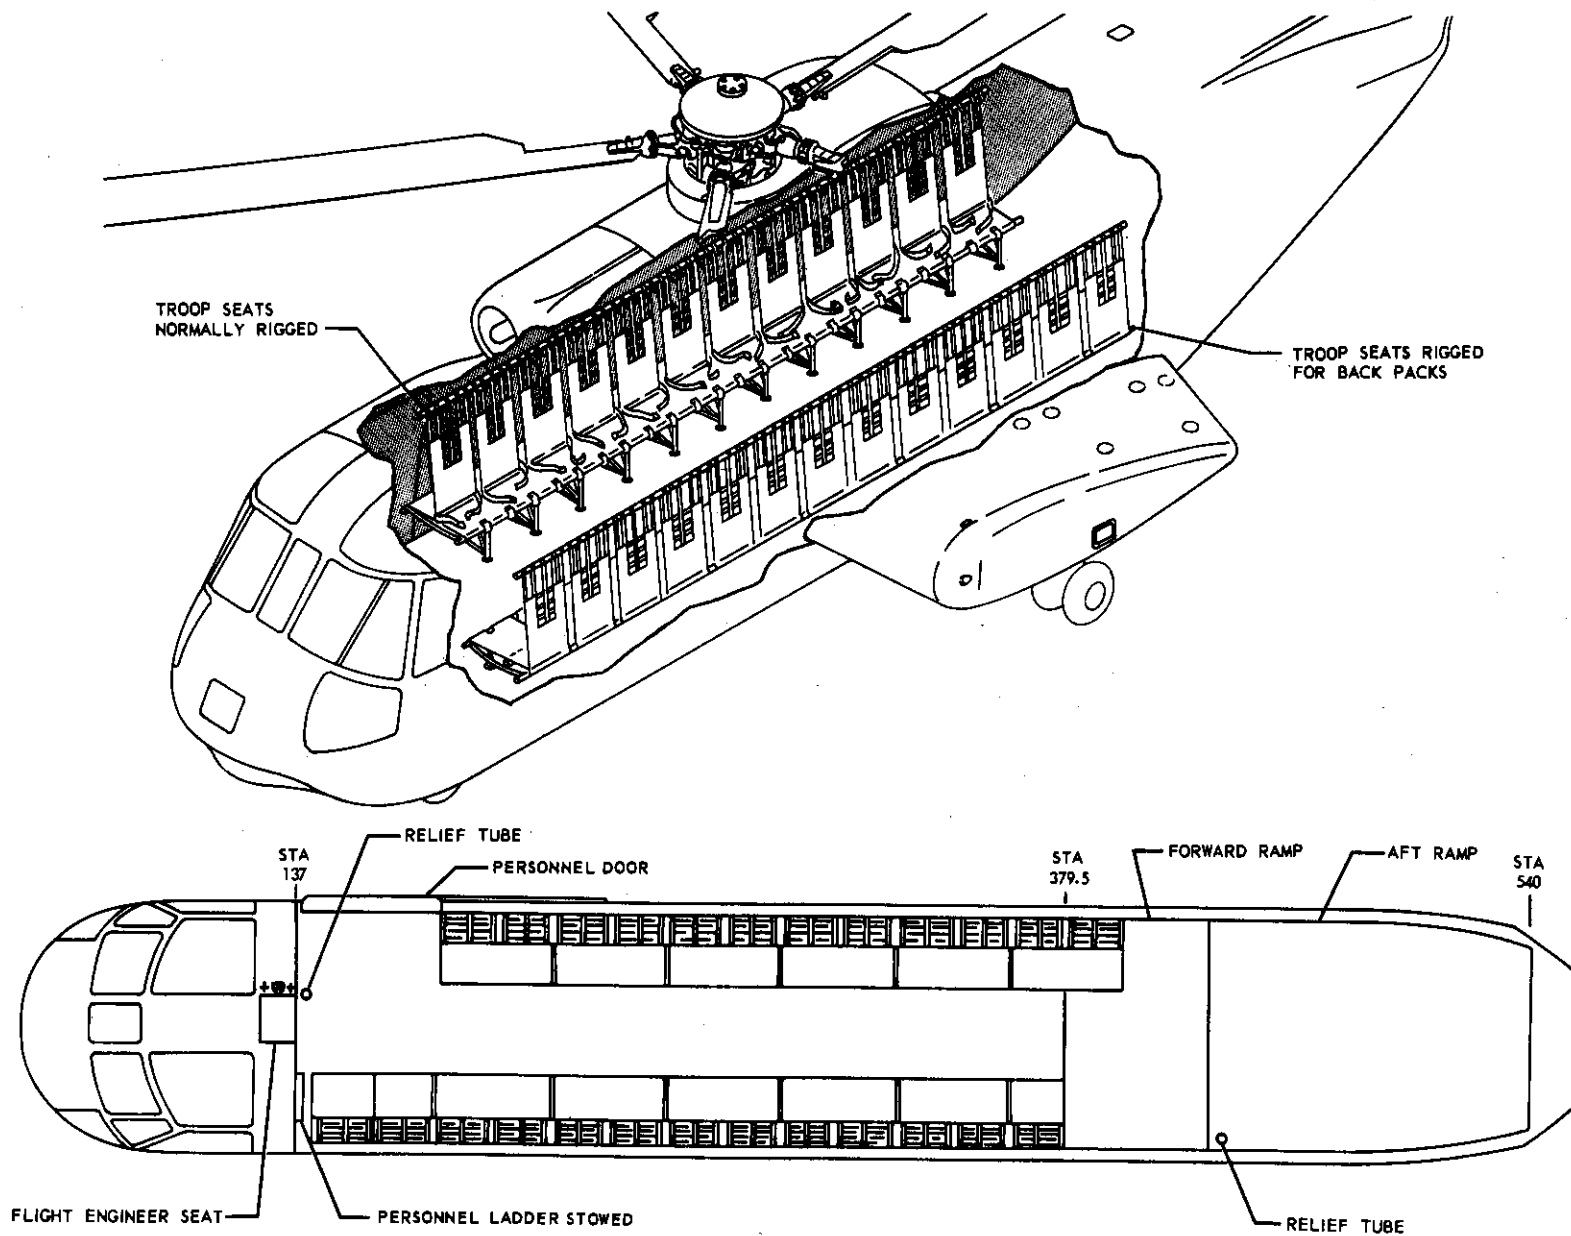 TROOP SEATS
NORMALLY RIGGED
TROOP SEATS RIGGED
FOR BACK PACKS
RELIEF TUBE
STA
137
PERSONNEL DOOR
STA
379.5
FORWARD RAMP
AFT RAMP
STA
540
FLIGHT ENGINEER SEAT
PERSONNEL LADDER STOWED
RELIEF TUBE